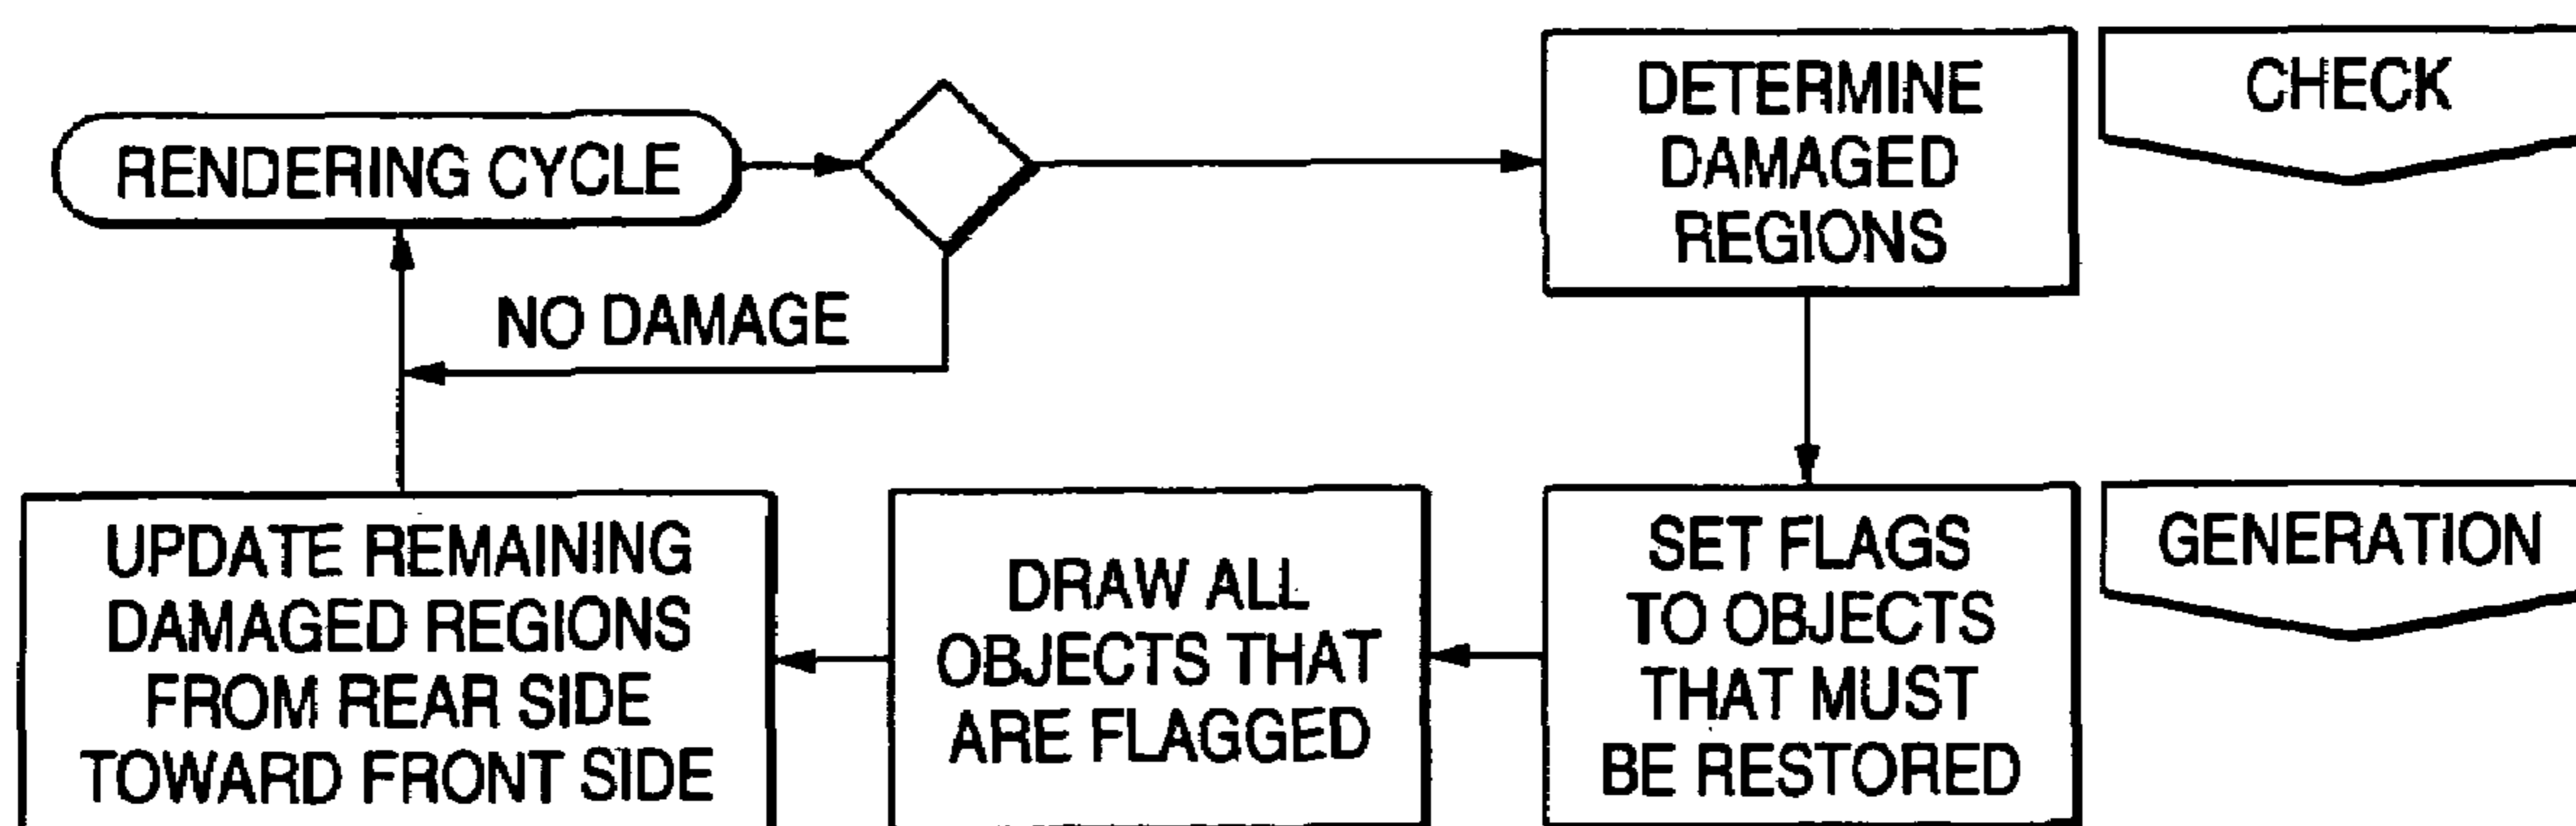 RENDERING CYCLE
DETERMINE
DAMAGED
REGIONS
CHECK
NO DAMAGE
UPDATE REMAINING
DAMAGED REGIONS
FROM REAR SIDE
TOWARD FRONT SIDE
DRAW ALL
OBJECTS THAT
ARE FLAGGED
SET FLAGS
TO OBJECTS
THAT MUST
BE RESTORED
GENERATION